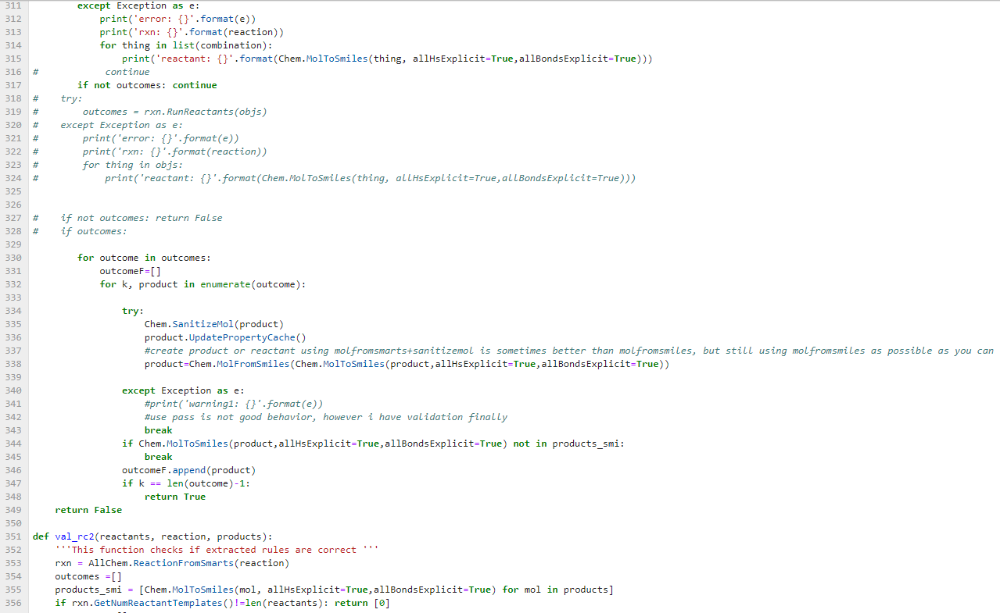 311 except Exception as e:
312 print('error: {}'.format(e))
313 print('rxn: {}'.format(reaction))
314 for thing in list(combination):
315 print('reactant: {}'.format(Chem.MolToSmiles(thing, allHsExplicit=True,allBondsExplicit=True)))
316 # continue
317 if not outcomes: continue
318 # try:
319 # outcomes = rxn.RunReactants(objs)
320 # except Exception as e:
321 # print('error: {}'.format(e))
322 # print('rxn: {}'.format(reaction))
323 # for thing in objs:
324 # print('reactant: {}'.format(Chem.MolToSmiles(thing, allHsExplicit=True,allBondsExplicit=True)))
325
326
327 # if not outcomes: return False
328 # if outcomes:
329
330 for outcome in outcomes:
331 outcomeF=[]
332 for k, product in enumerate(outcome):
333
334 try:
335 Chem.SanitizeMol(product)
336 product.UpdatePropertyCache()
337 #create product or reactant using molfromsmarts+sanitizemol is sometimes better than molfromsmiles, but still using molfromsmiles as possible as you can
338 product=Chem.MolFromSmiles(Chem.MolToSmiles(product,allHsExplicit=True,allBondsExplicit=True))
339
340 except Exception as e:
341 #print('warning1: {}'.format(e))
342 #use pass is not good behavior, however i have validation finally
343 break
344 if Chem.MolToSmiles(product,allHsExplicit=True,allBondsExplicit=True) not in products_smi:
345 break
346 outcomeF.append(product)
347 if k == len(outcome)-1:
348 return True
349 return False
350
351 def val_rc2(reactants, reaction, products):
352 '''This function checks if extracted rules are correct '''
353 rxn = AllChem.ReactionFromSmarts(reaction)
354 outcomes =[]
355 products_smi = [Chem.MolToSmiles(mol, allHsExplicit=True,allBondsExplicit=True) for mol in products]
356 if rxn.GetNumReactantTemplates()!=len(reactants): return [0]